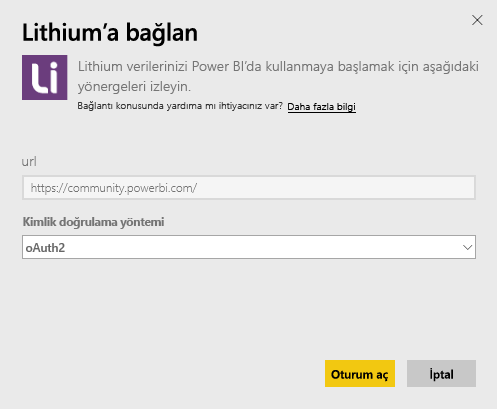 Lithium’a bağlan
Li
Lithium verilerinizi Power BI'da kullanmaya başlamak için aşağıdaki
yönergeleri izleyin.
Bağlantı konusunda yardıma mı ihtiyacınız var? Daha fazla bilgi
url
https://community.powerbi.com/
Kimlik doğrulama yöntemi
oAuth2
Oturum aç İptal